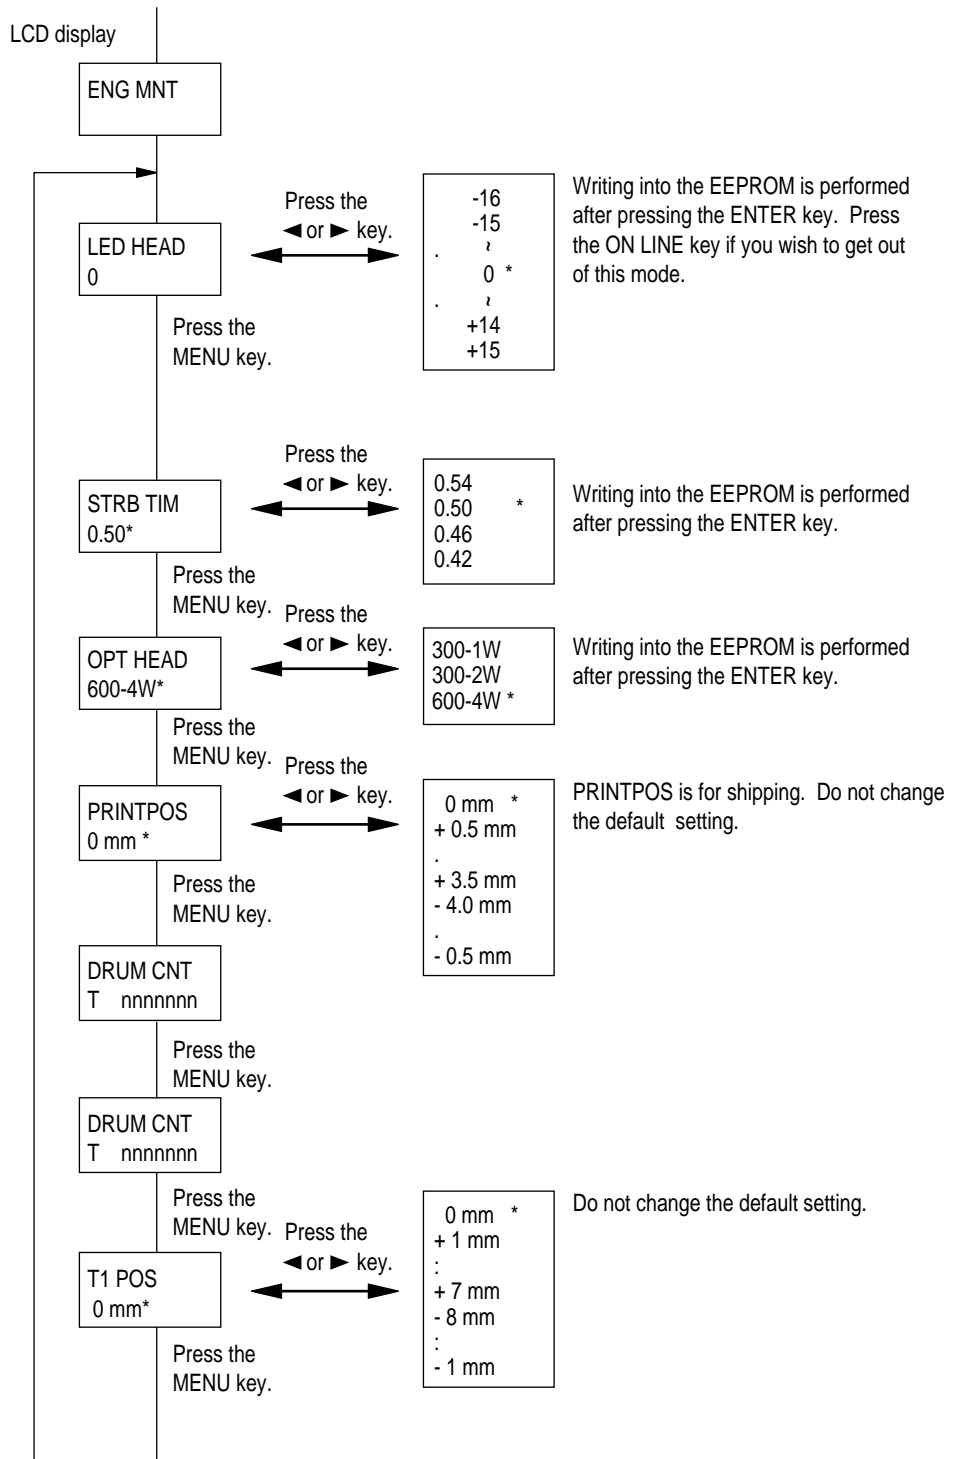 LCD display
ENG MNT
LED HEAD
0
Press the
◄ or ► key.
-16
-15
. ~
0 *
. ~
+14
+15
Writing into the EEPROM is performed
after pressing the ENTER key. Press
the ON LINE key if you wish to get out
of this mode.
Press the
MENU key.
STRB TIM
0.50*
Press the
◄ or ► key.
0.54
0.50 *
0.46
0.42
Writing into the EEPROM is performed
after pressing the ENTER key.
Press the
MENU key.
OPT HEAD
600-4W*
Press the
◄ or ► key.
300-1W
300-2W
600-4W *
Writing into the EEPROM is performed
after pressing the ENTER key.
Press the
MENU key.
PRINTPOS
0 mm *
Press the
◄ or ► key.
0 mm *
+ 0.5 mm
.
+ 3.5 mm
- 4.0 mm
.
- 0.5 mm
PRINTPOS is for shipping. Do not change
the default setting.
Press the
MENU key.
DRUM CNT
T nnnnnnn
Press the
MENU key.
DRUM CNT
T nnnnnnn
Press the
MENU key.
T1 POS
0 mm*
Press the
◄ or ► key.
0 mm *
+ 1 mm
:
+ 7 mm
- 8 mm
:
- 1 mm
Do not change the default setting.
Press the
MENU key.